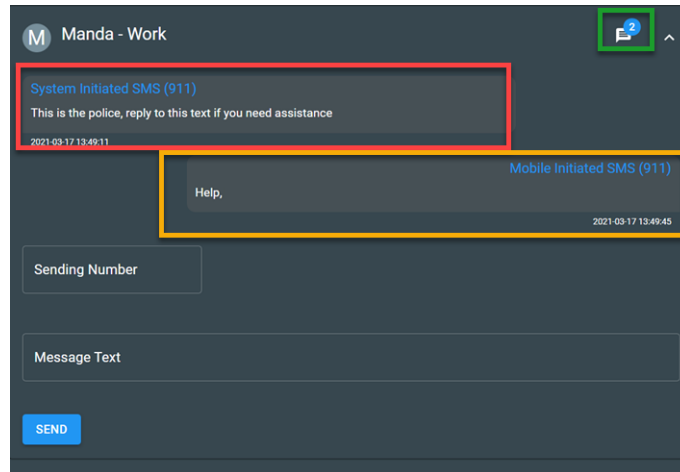 M
Manda - Work
2
System Initiated SMS (911)
This is the police, reply to this text if you need assistance
2021-03-17 13:49:11
Mobile Initiated SMS (911)
Help,
2021-03-17 13:49:45
Sending Number
Message Text
SEND